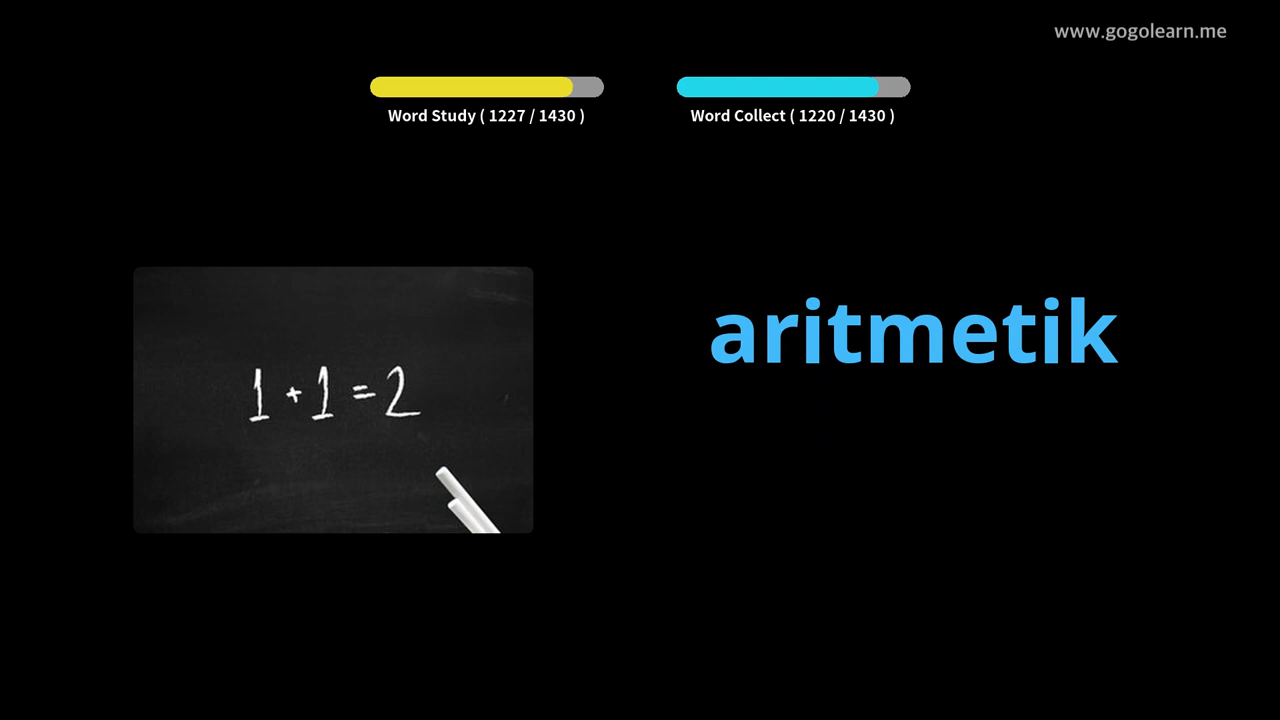 www.gogolearn.me
Word Study ( 1227 / 1430 )
Word Collect ( 1220 / 1430 )
aritmetik
1 + 1 = 2